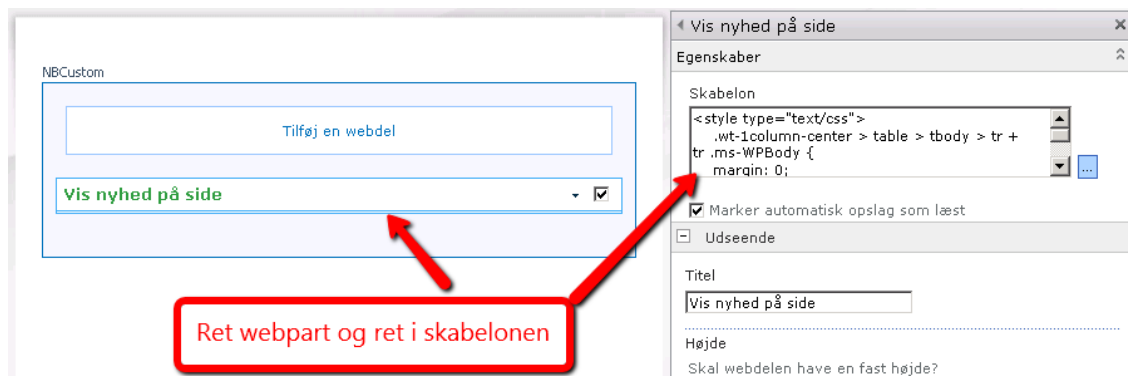 NBCustom
Tilføj en webdel
Vis nyhed på side
Ret webpart og ret i skabelonen
Vis nyhed på side
Egenskaber
Skabelon
<style type="text/css">
.wt-1column-center > table > tbody > tr +
tr .ms-WPBody {
margin: 0;
...
Marker automatisk opslag som læst
Udseende
Titel
Vis nyhed på side
Højde
Skal webdelen have en fast højde?